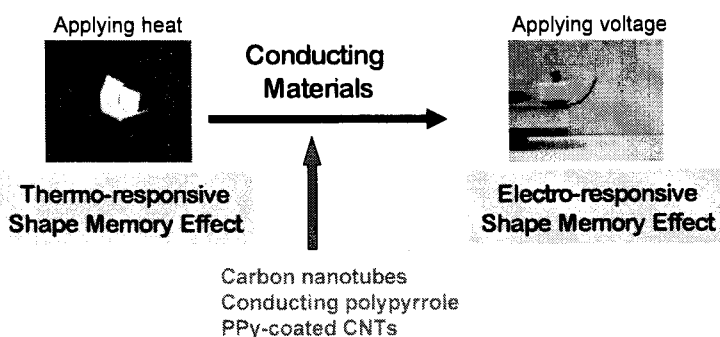 Applying heat
Applying voltage
Conducting
Materials
Thermo-responsive
Shape Memory Effect
Electro-responsive
Shape Memory Effect
Carbon nanotubes
Conducting polypyrrole
PPy-coated CNTs